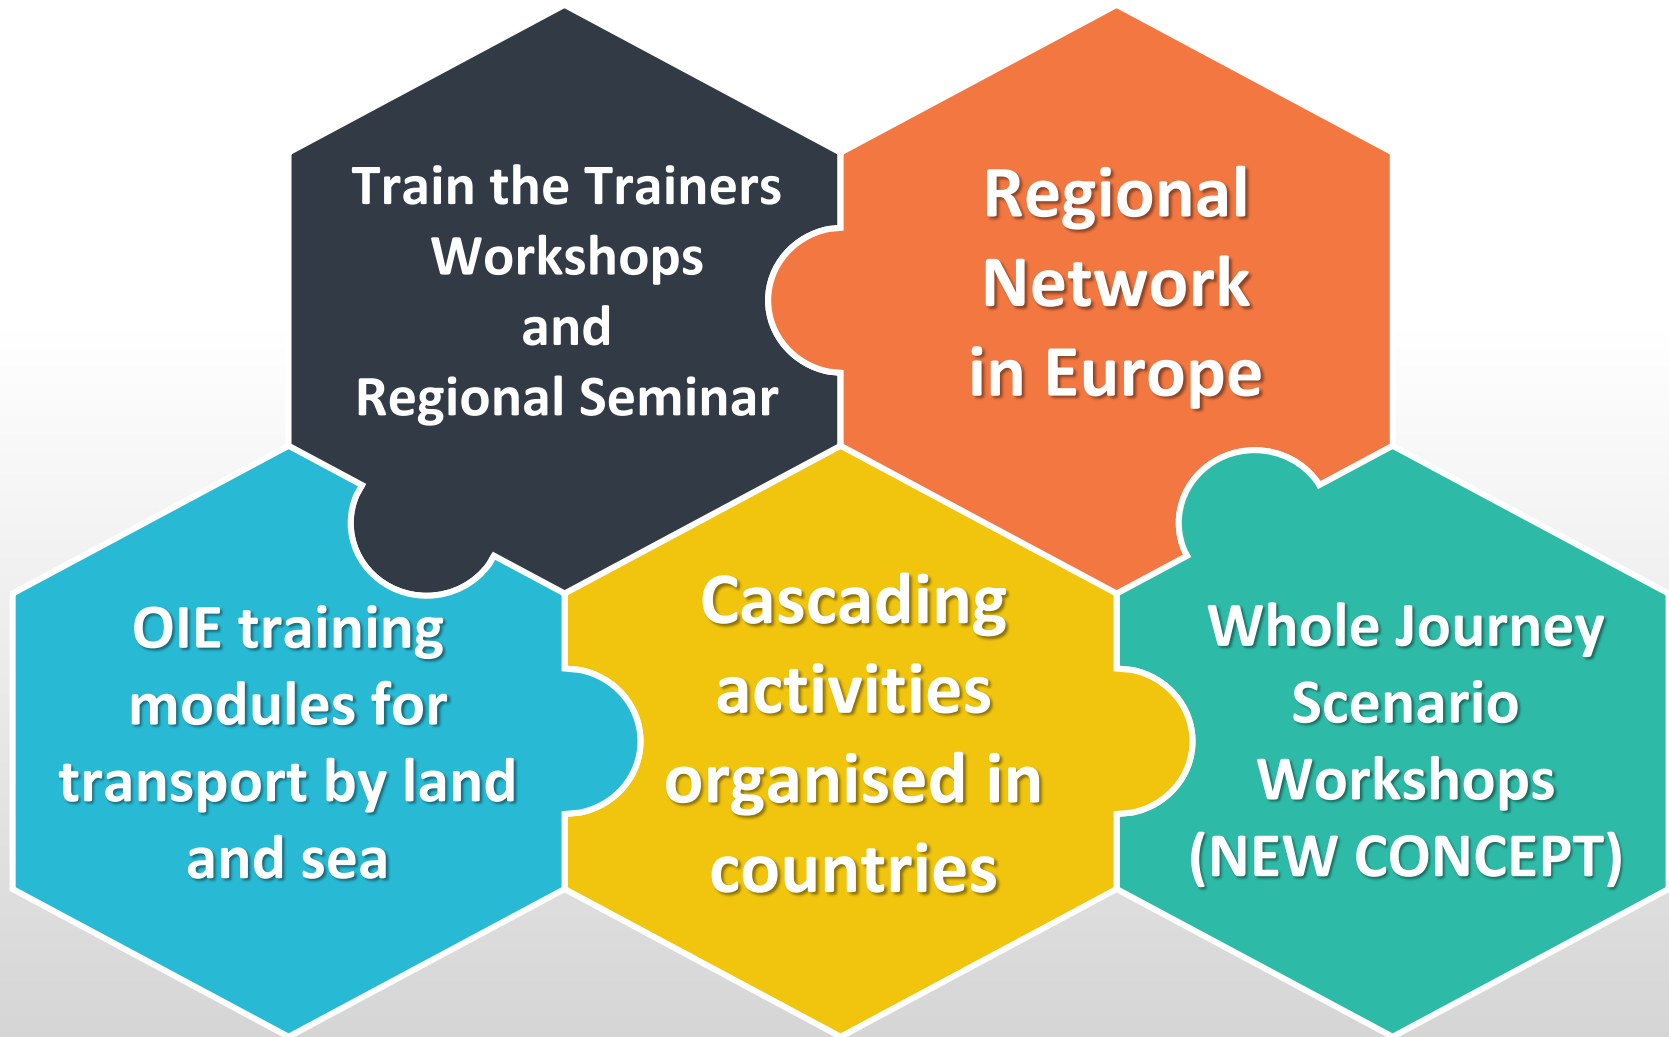 Train the Trainers
Workshops
and
Regional Seminar
Regional
Network
in Europe
OIE training
modules for
transport by land
and sea
Cascading
activities
organised in
countries
Whole Journey
Scenario
Workshops
(NEW CONCEPT)